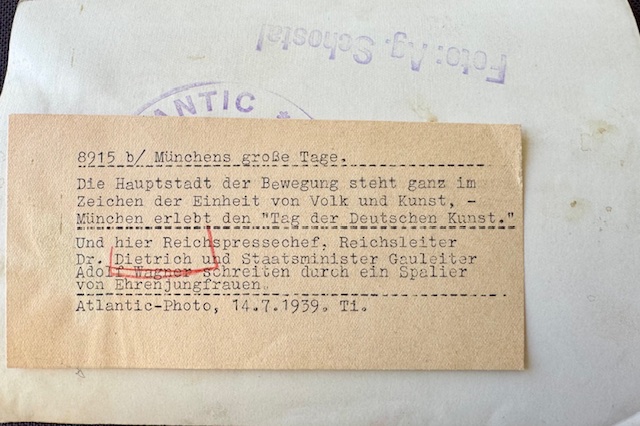 Foto: Ag. Schostal
ANTIC
8915 b/ Münchens große Tage.
Die Hauptstadt der Bewegung steht ganz im
Zeichen der Einheit von Volk und Kunst, -
München erlebt den "Tag der Deutschen Kunst."
Und hier Reichspressechef, Reichsleiter
Dr. Dietrich und Staatsminister Gauleiter
Adolf Wagner schreiten durch ein Spalier
von Ehrenjungfrauen.
Atlantic-Photo, 14.7.1939. Ti.